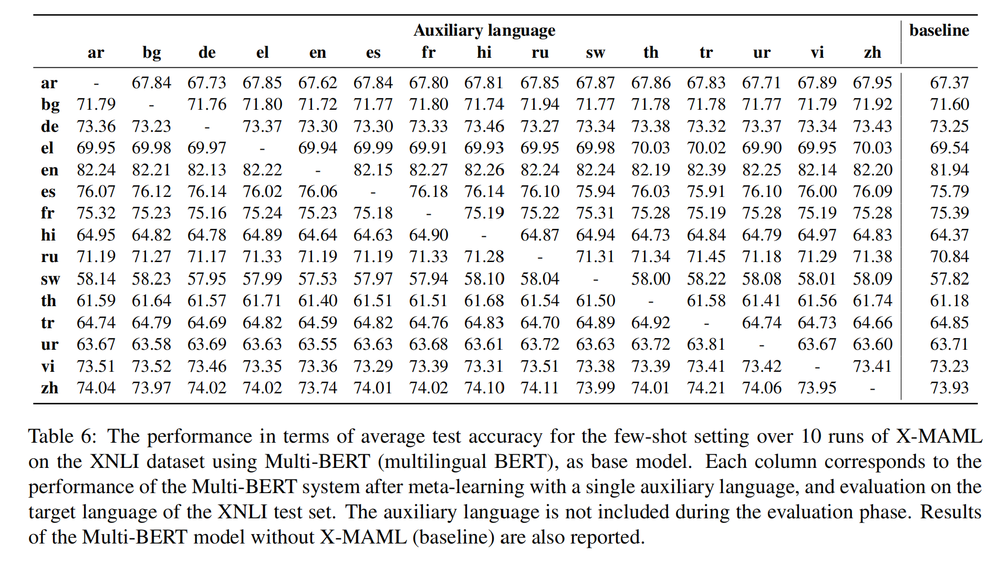 Auxiliary language baseline
ar bg de el en es fr hi ru sw th tr ur vi zh
ar - 67.84 67.73 67.85 67.62 67.84 67.80 67.81 67.85 67.87 67.86 67.83 67.71 67.89 67.95 67.37
bg 71.79 - 71.76 71.80 71.72 71.77 71.80 71.74 71.94 71.77 71.78 71.78 71.77 71.79 71.92 71.60
de 73.36 73.23 - 73.37 73.30 73.30 73.33 73.46 73.27 73.34 73.38 73.32 73.37 73.34 73.43 73.25
el 69.95 69.98 69.97 - 69.94 69.99 69.91 69.93 69.95 69.98 70.03 70.02 69.90 69.95 70.03 69.54
en 82.24 82.21 82.13 82.22 - 82.15 82.27 82.26 82.24 82.24 82.19 82.39 82.25 82.14 82.20 81.94
es 76.07 76.12 76.14 76.02 76.06 - 76.18 76.14 76.10 75.94 76.03 75.91 76.10 76.00 76.09 75.79
fr 75.32 75.23 75.16 75.24 75.23 75.18 - 75.19 75.22 75.31 75.28 75.19 75.28 75.19 75.28 75.39
hi 64.95 64.82 64.78 64.89 64.64 64.63 64.90 - 64.87 64.94 64.73 64.84 64.79 64.97 64.83 64.37
ru 71.19 71.27 71.17 71.33 71.19 71.19 71.33 71.28 - 71.31 71.34 71.45 71.18 71.29 71.38 70.84
sw 58.14 58.23 57.95 57.99 57.53 57.97 57.94 58.10 58.04 - 58.00 58.22 58.08 58.01 58.09 57.82
th 61.59 61.64 61.57 61.71 61.40 61.51 61.51 61.68 61.54 61.50 - 61.58 61.41 61.56 61.74 61.18
tr 64.74 64.79 64.69 64.82 64.59 64.82 64.76 64.83 64.70 64.89 64.92 - 64.74 64.73 64.66 64.85
ur 63.67 63.58 63.69 63.63 63.55 63.63 63.68 63.61 63.72 63.63 63.72 63.81 - 63.67 63.60 63.71
vi 73.51 73.52 73.46 73.35 73.36 73.29 73.39 73.31 73.51 73.38 73.39 73.41 73.42 - 73.41 73.23
zh 74.04 73.97 74.02 74.02 73.74 74.01 74.02 74.10 74.11 73.99 74.01 74.21 74.06 73.95 - 73.93
Table 6: The performance in terms of average test accuracy for the few-shot setting over 10 runs of X-MAML
on the XNLI dataset using Multi-BERT (multilingual BERT), as base model. Each column corresponds to the
performance of the Multi-BERT system after meta-learning with a single auxiliary language, and evaluation on the
target language of the XNLI test set. The auxiliary language is not included during the evaluation phase. Results
of the Multi-BERT model without X-MAML (baseline) are also reported.